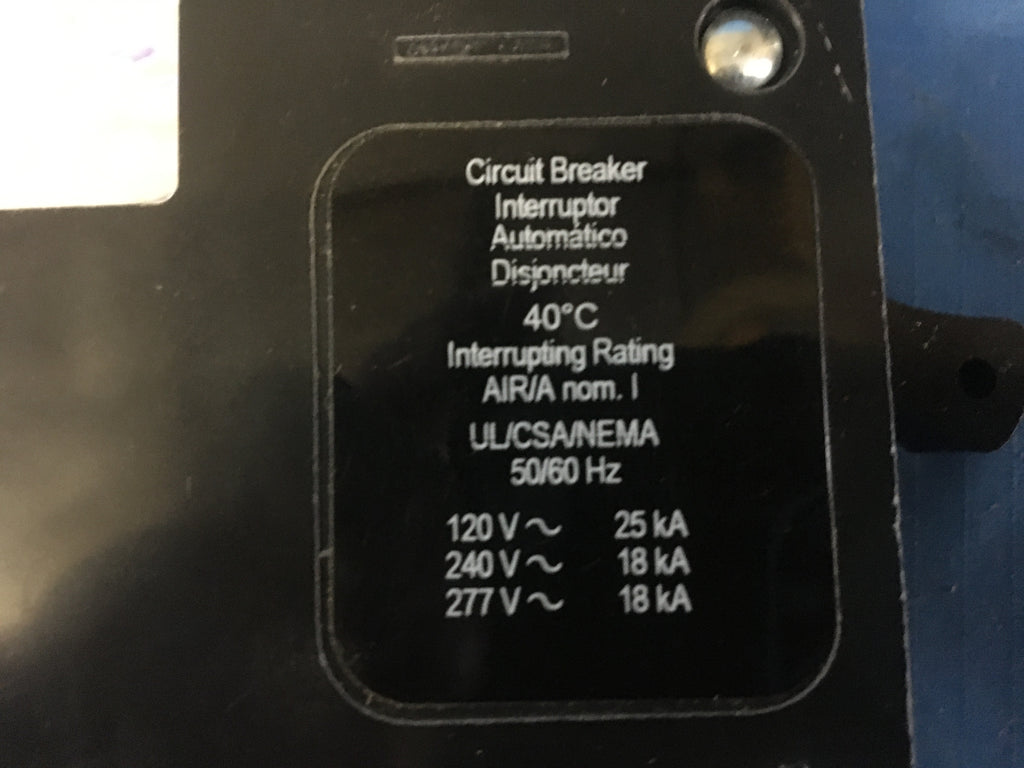 Circuit Breaker
Interruptor
Automático
Disjoncteur
40°C
Interrupting Rating
AIR/A nom. I
UL/CSA/NEMA
50/60 Hz
120 V ~ 25 kA
240 V ~ 18 kA
277 V ~ 18 kA